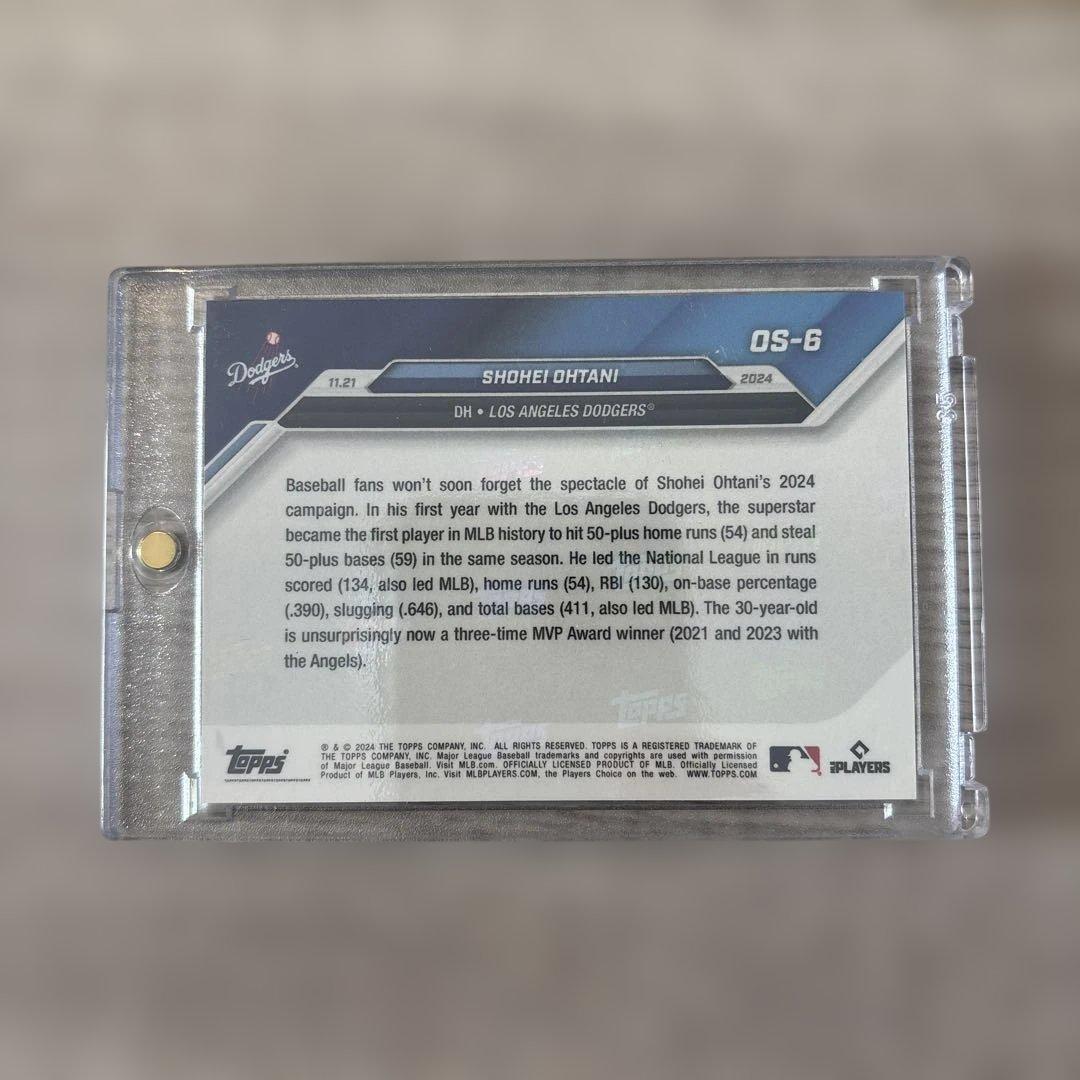 Dodgers
OS-6
11.21
SHOHEI OHTANI
2024
DH • LOS ANGELES DODGERS®
Baseball fans won't soon forget the spectacle of Shohei Ohtani's 2024
campaign. In his first year with the Los Angeles Dodgers, the superstar
became the first player in MLB history to hit 50-plus home runs (54) and steal
50-plus bases (59) in the same season. He led the National League in runs
scored (134, also led MLB), home runs (54), RBI (130), on-base percentage
(.390), slugging (.646), and total bases (411, also led MLB). The 30-year-old
is unsurprisingly now a three-time MVP Award winner (2021 and 2023 with
the Angels).
Topps
Topps
® & © 2024 THE TOPPS COMPANY, INC. ALL RIGHTS RESERVED. TOPPS IS A REGISTERED TRADEMARK OF
THE TOPPS COMPANY, INC. Major League Baseball trademarks and copyrights are used with permission
of Major League Baseball. Visit MLB.com. OFFICIALLY LICENSED PRODUCT OF MLB. Officially Licensed
Product of MLB Players, Inc. Visit MLBPLAYERS.COM, the Players Choice on the web. WWW.TOPPS.COM
PLAYERS
35